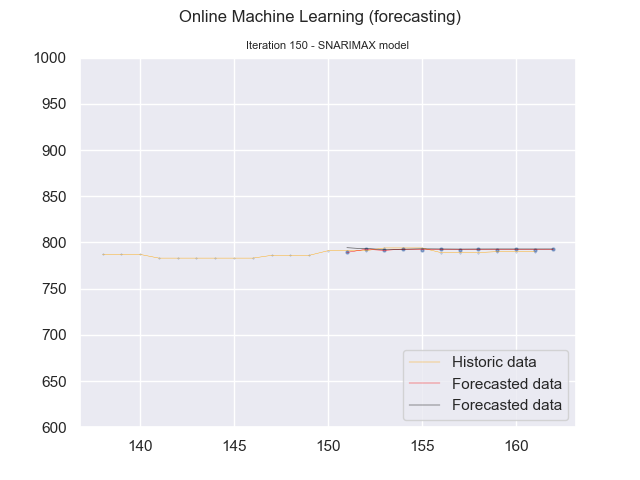 Online Machine Learning (forecasting)
Iteration 150 - SNARIMAX model
1000
950
900
850
800
750
700
650
600
140
145
150
155
160
Historic data
Forecasted data
Forecasted data